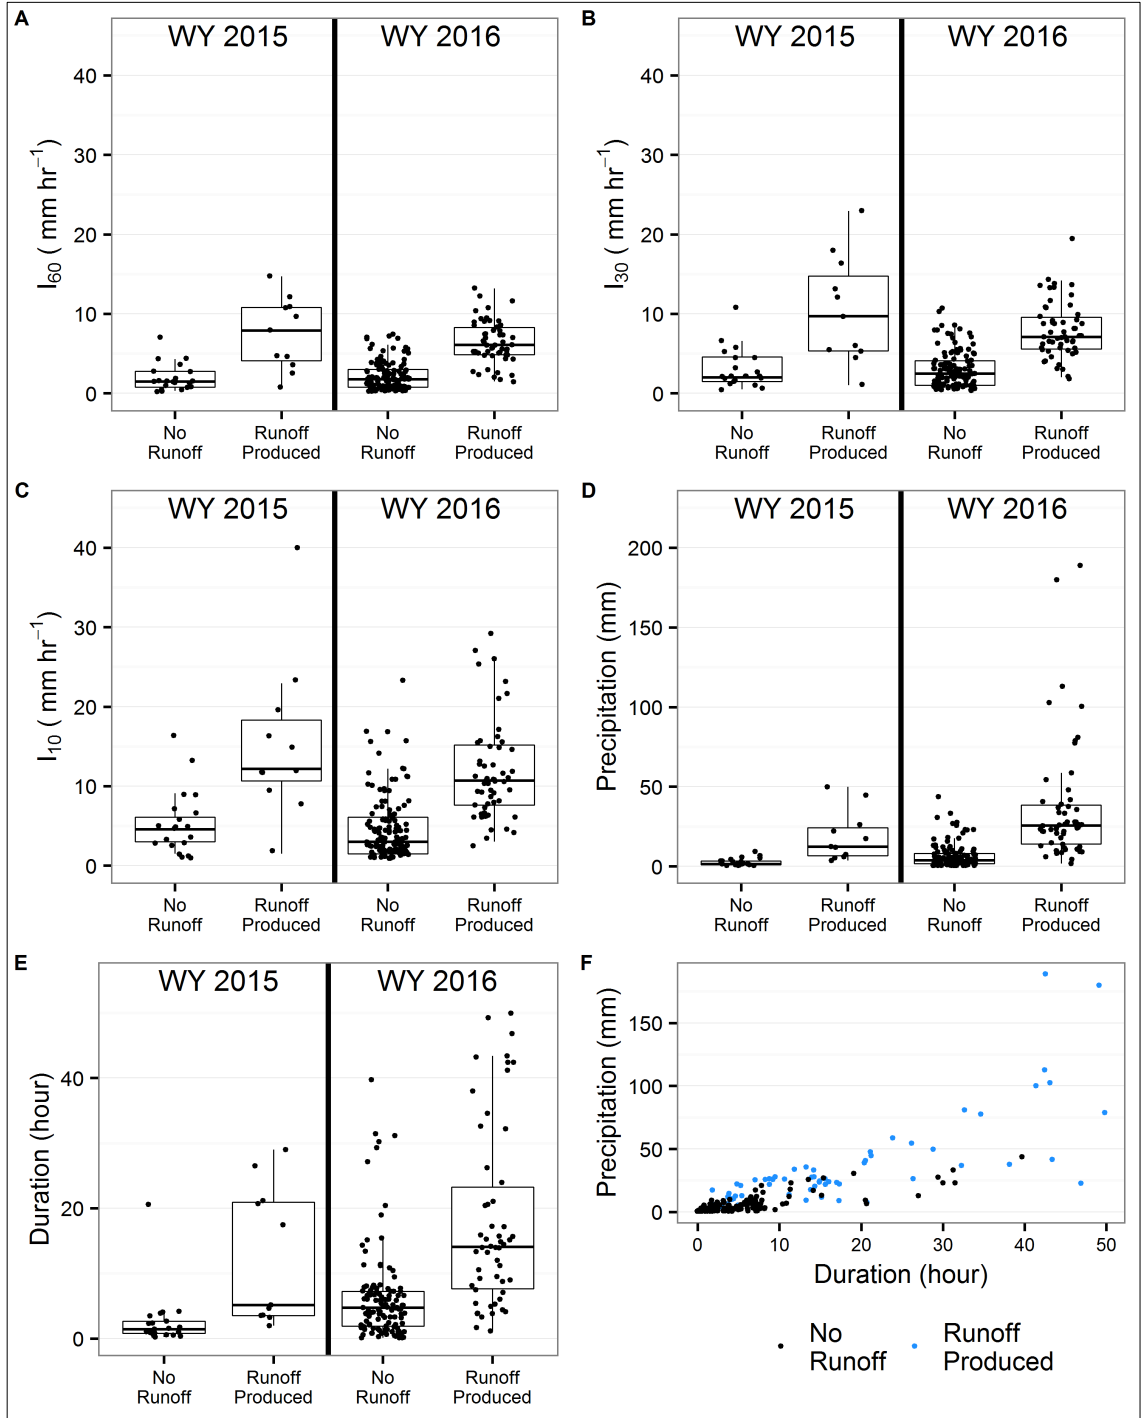 A
WY 2015
WY 2016
I60 ( mm hr−1)
40
30
20
10
0
No
Runoff
Runoff
Produced
No
Runoff
Runoff
Produced
B
WY 2015
WY 2016
I30 ( mm hr−1)
40
30
20
10
0
No
Runoff
Runoff
Produced
No
Runoff
Runoff
Produced
C
WY 2015
WY 2016
I10 ( mm hr−1)
40
30
20
10
0
No
Runoff
Runoff
Produced
No
Runoff
Runoff
Produced
D
WY 2015
WY 2016
Precipitation (mm)
200
150
100
50
0
No
Runoff
Runoff
Produced
No
Runoff
Runoff
Produced
E
WY 2015
WY 2016
Duration (hour)
40
20
0
No
Runoff
Runoff
Produced
No
Runoff
Runoff
Produced
F
Precipitation (mm)
150
100
50
0
0 10 20 30 40 50
Duration (hour)
No
Runoff
Runoff
Produced